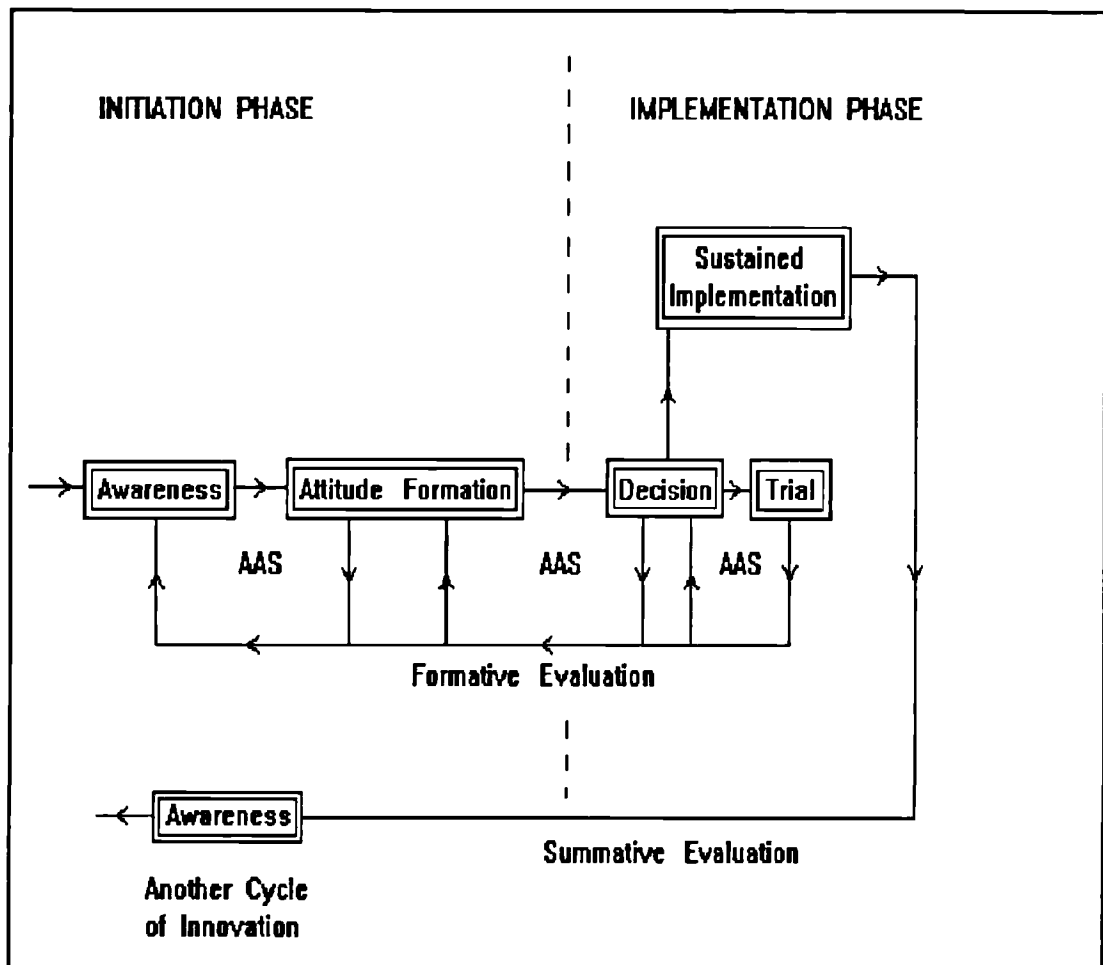 INITIATION PHASE
IMPLEMENTATION PHASE
Sustained
Implementation
Awareness
Attitude Formation
Decision
Trial
AAS
AAS
AAS
Formative Evaluation
Awareness
Summative Evaluation
Another Cycle
of Innovation